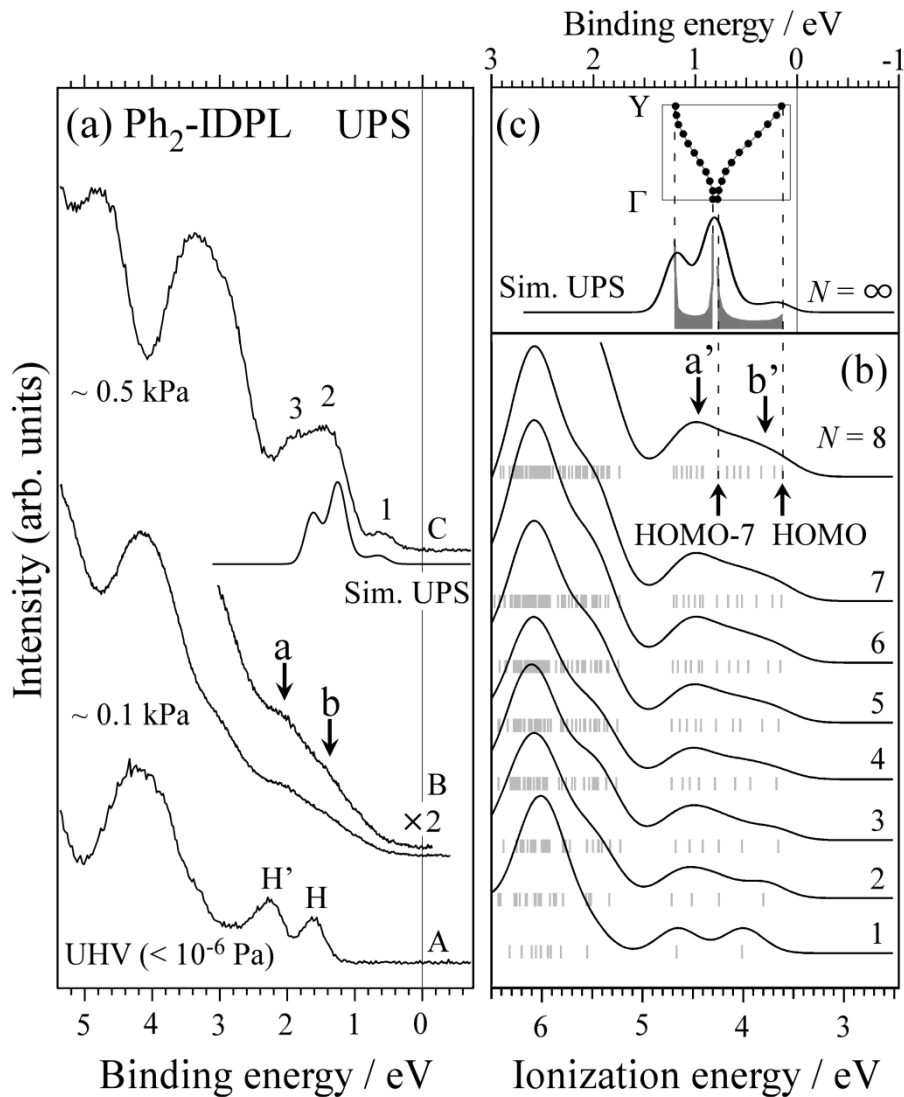 (a) Ph₂-IDPL UPS
~ 0.5 kPa
3
2
1
C
Sim. UPS
a
b
~ 0.1 kPa
B
×2
H'
H
UHV (< 10⁻⁶ Pa)
A
5 4 3 2 1 0
Binding energy / eV
Intensity (arb. units)
Binding energy / eV
3 2 1 0 -1
(c)
Y
Γ
Sim. UPS
N = ∞
(b)
a'
b'
N = 8
HOMO-7
HOMO
7
6
5
4
3
2
1
6 5 4 3
Ionization energy / eV